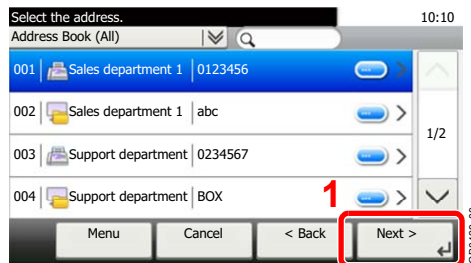 Select the address.
10:10
Address Book (All)
001 Sales department 1 0123456
002 Sales department 1 abc
1/2
003 Support department 0234567
004 Support department BOX
1
Menu Cancel < Back Next >